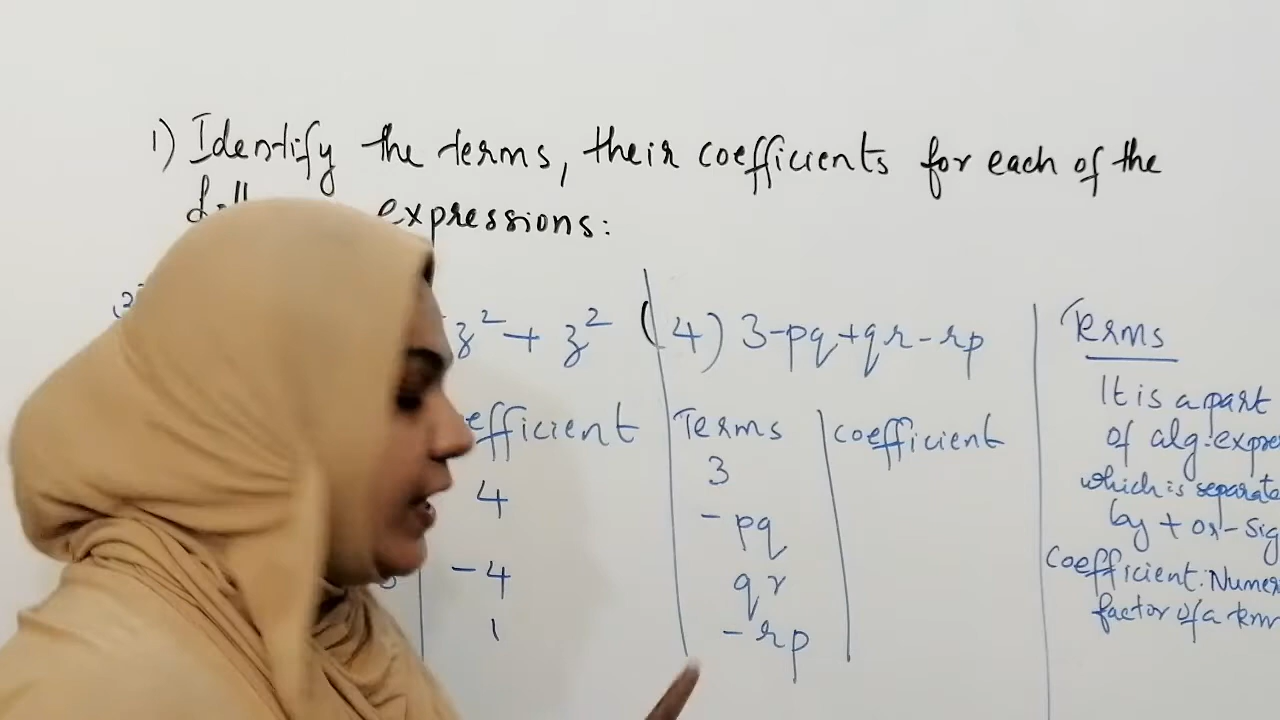 1) Identify the terms, their coefficients for each of the
expressions:
z² + z²
4) 3-pq+qr-rp
coefficient
4
-4
1
Terms
coefficient
3
-pq
qr
-rp
Terms
It is a part
of alg. expre
which is separate
by + or - sig
coefficient: Numer
factor of a term